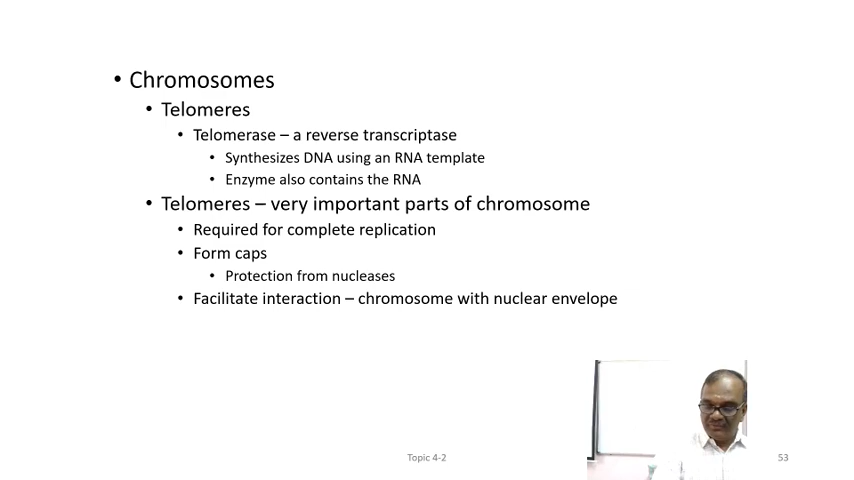 • Chromosomes
• Telomeres
• Telomerase – a reverse transcriptase
• Synthesizes DNA using an RNA template
• Enzyme also contains the RNA
• Telomeres – very important parts of chromosome
• Required for complete replication
• Form caps
• Protection from nucleases
• Facilitate interaction – chromosome with nuclear envelope
Topic 4-2
53